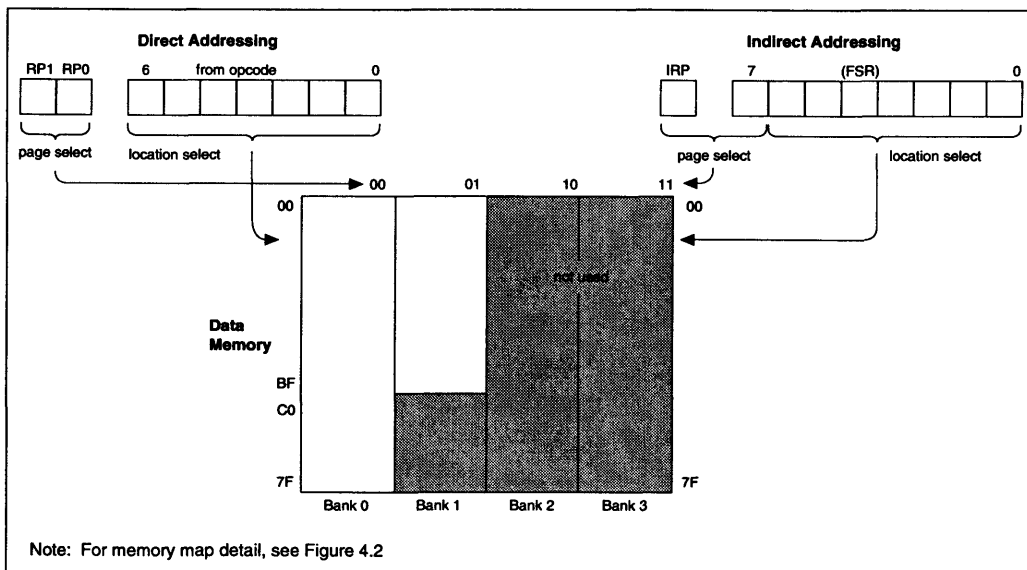 Direct Addressing
Indirect Addressing
RP1 RP0
6 from opcode 0
IRP
7 (FSR) 0
page select
location select
page select
location select
00 01 10 11
00
00
not used
Data
Memory
BF
C0
7F
7F
Bank 0 Bank 1 Bank 2 Bank 3
Note: For memory map detail, see Figure 4.2